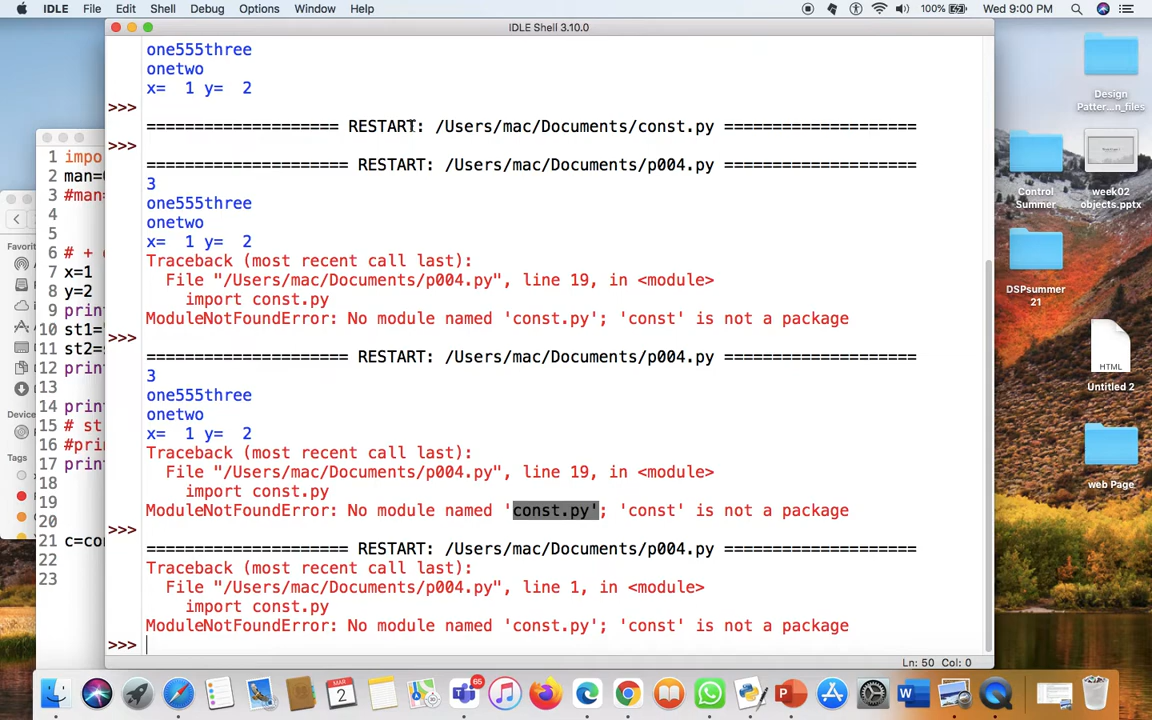 IDLE File Edit Shell Debug Options Window Help 100% Wed 9:00 PM
IDLE Shell 3.10.0
one555three
onetwo
x=  1 y=  2
>>>
==================== RESTART: /Users/mac/Documents/const.py ====================
>>>
===================== RESTART: /Users/mac/Documents/p004.py ====================
3
one555three
onetwo
x=  1 y=  2
Traceback (most recent call last):
  File "/Users/mac/Documents/p004.py", line 19, in <module>
    import const.py
ModuleNotFoundError: No module named 'const.py'; 'const' is not a package
>>>
===================== RESTART: /Users/mac/Documents/p004.py ====================
3
one555three
onetwo
x=  1 y=  2
Traceback (most recent call last):
  File "/Users/mac/Documents/p004.py", line 19, in <module>
    import const.py
ModuleNotFoundError: No module named 'const.py'; 'const' is not a package
>>>
===================== RESTART: /Users/mac/Documents/p004.py ====================
Traceback (most recent call last):
  File "/Users/mac/Documents/p004.py", line 1, in <module>
    import const.py
ModuleNotFoundError: No module named 'const.py'; 'const' is not a package
>>>
Ln: 50 Col: 0
1 impo
2 man=
3 #man=
4
5
6 # +
7 x=1
8 y=2
9 prin
10 st1=
11 st2=
12 prin
13
14 prin
15 # st
16 #pri
17 prin
18
19
20
21 c=co
22
23
Favorit
Device
Tags
Design
Patter...n_files
Control
Summer
week02
objects.pptx
DSPsummer
21
HTML
Untitled 2
web Page
MAR
2
66